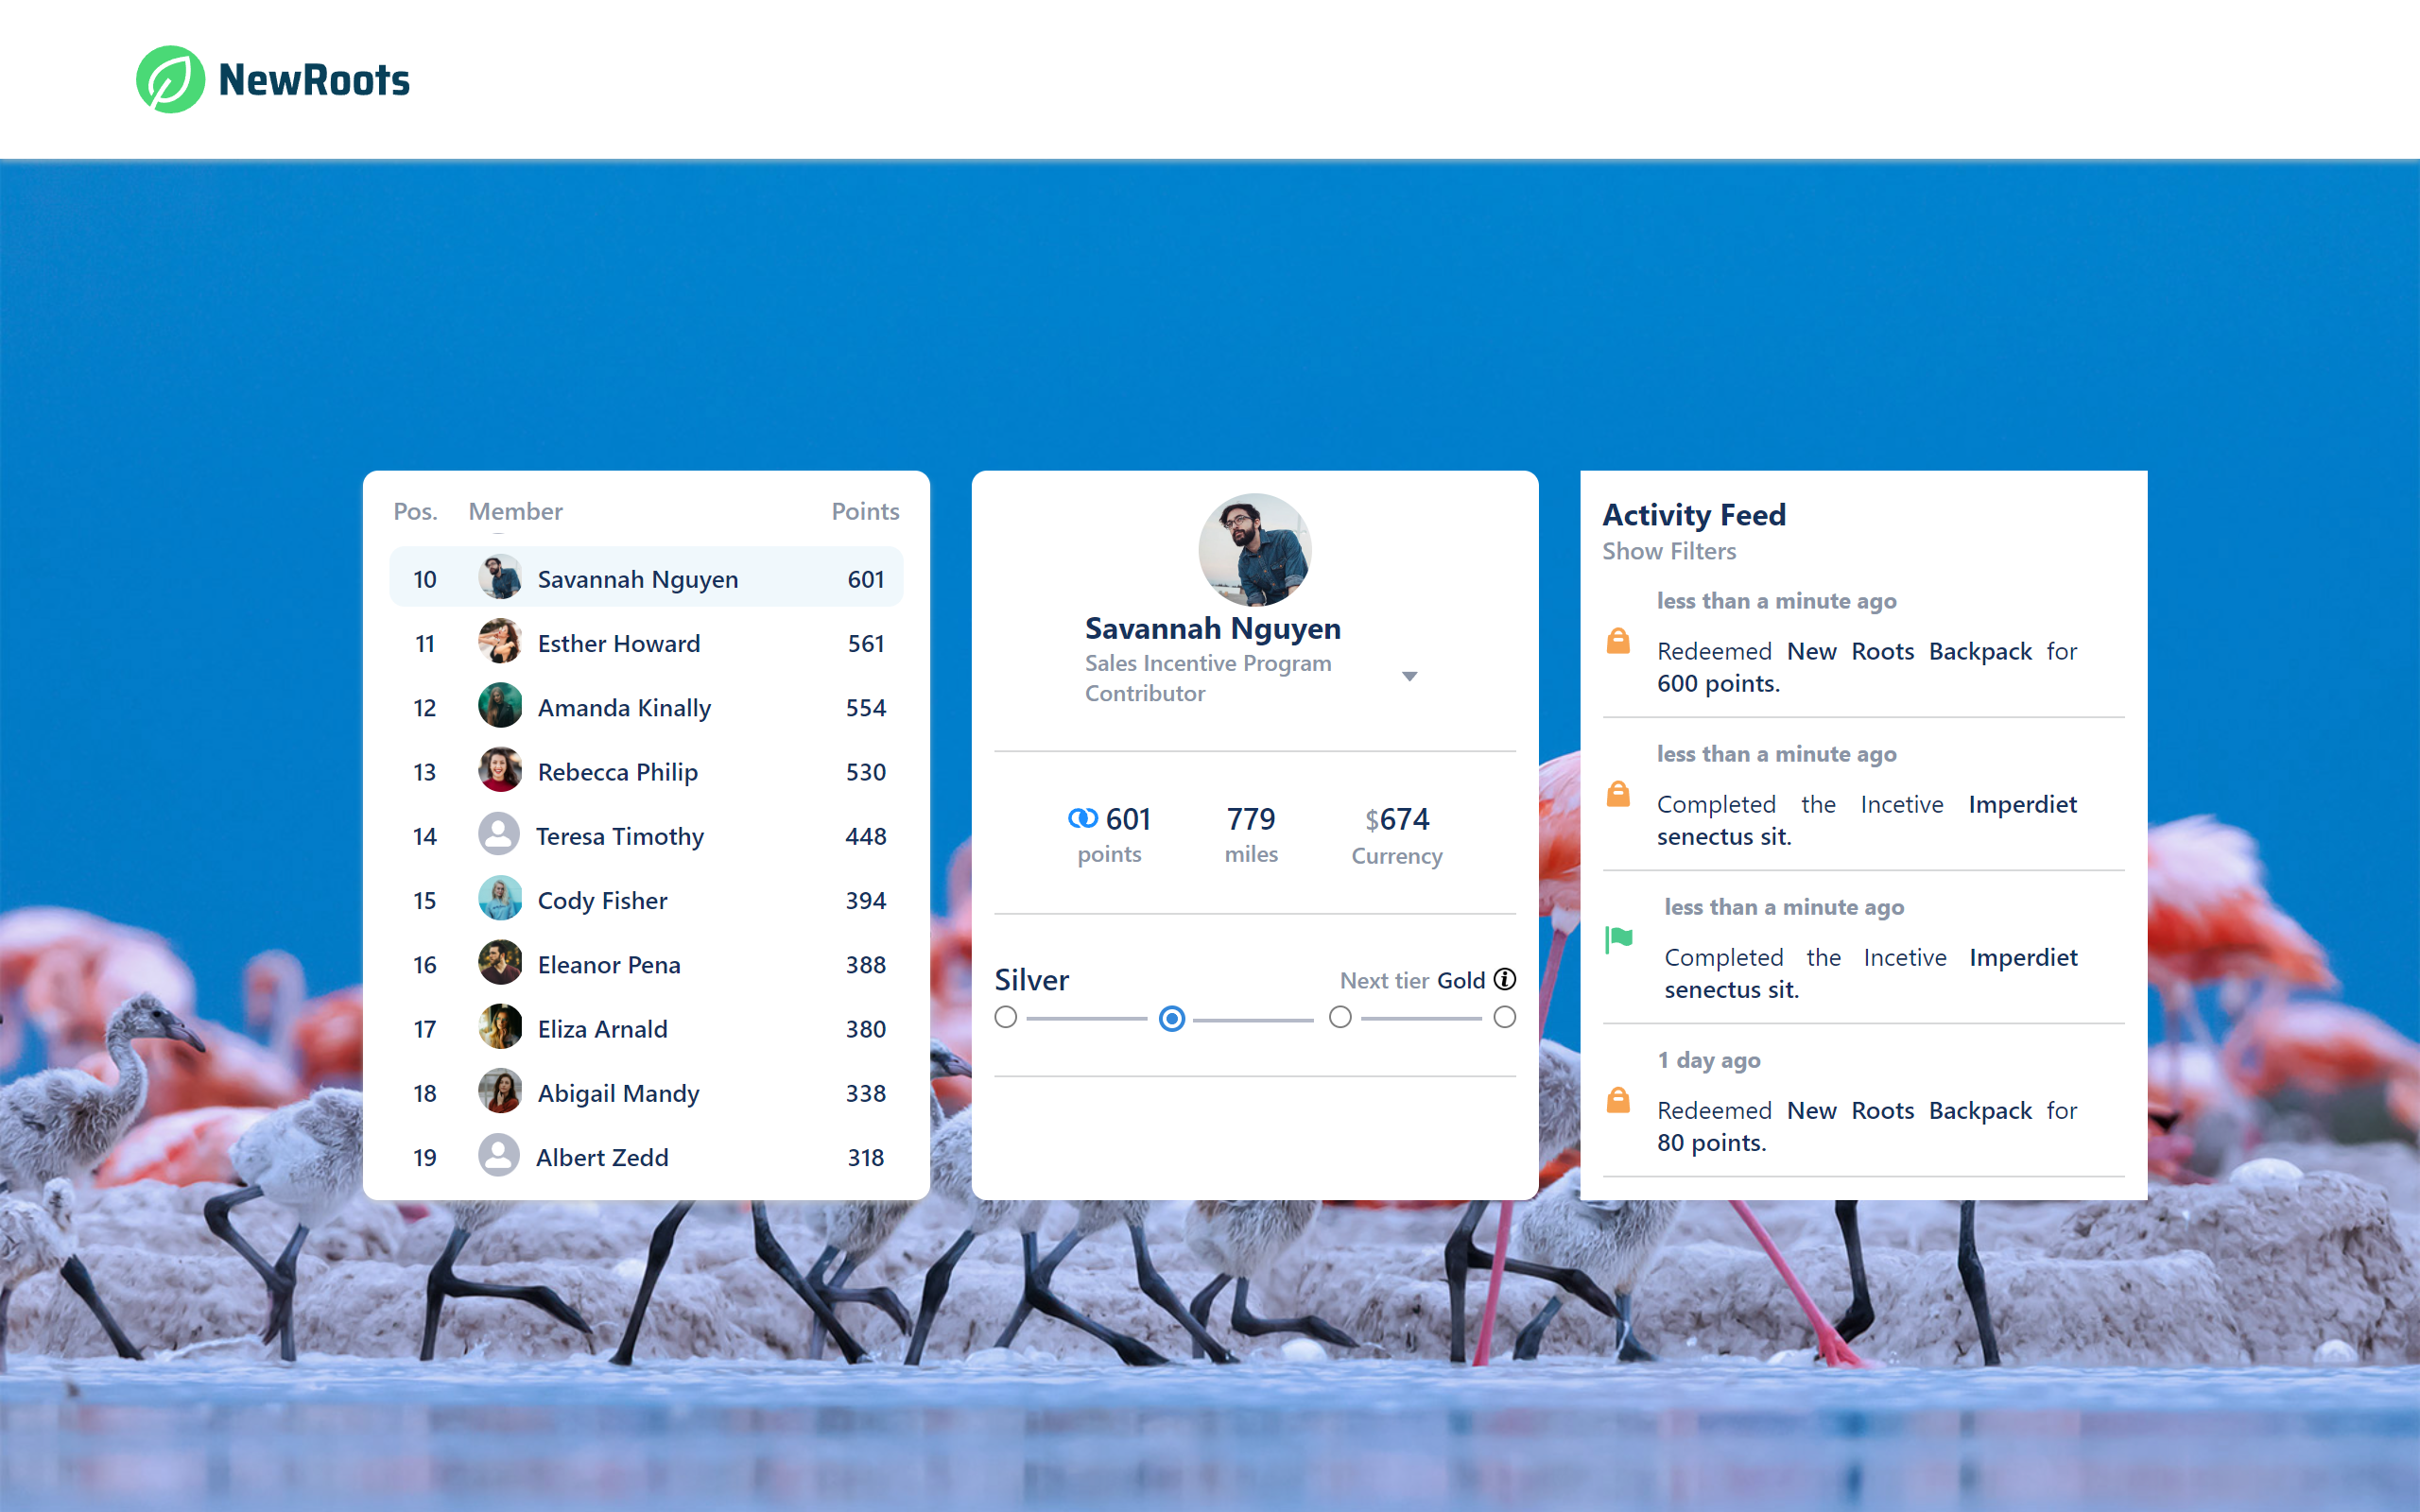 NewRoots
Pos. Member Points
10 Savannah Nguyen 601
11 Esther Howard 561
12 Amanda Kinally 554
13 Rebecca Philip 530
14 Teresa Timothy 448
15 Cody Fisher 394
16 Eleanor Pena 388
17 Eliza Arnald 380
18 Abigail Mandy 338
19 Albert Zedd 318
Savannah Nguyen
Sales Incentive Program
Contributor
601 779 $674
points miles Currency
Silver Next tier Gold
Activity Feed
Show Filters
less than a minute ago
Redeemed New Roots Backpack for
600 points.
less than a minute ago
Completed the Incetive Imperdiet
senectus sit.
less than a minute ago
Completed the Incetive Imperdiet
senectus sit.
1 day ago
Redeemed New Roots Backpack for
80 points.